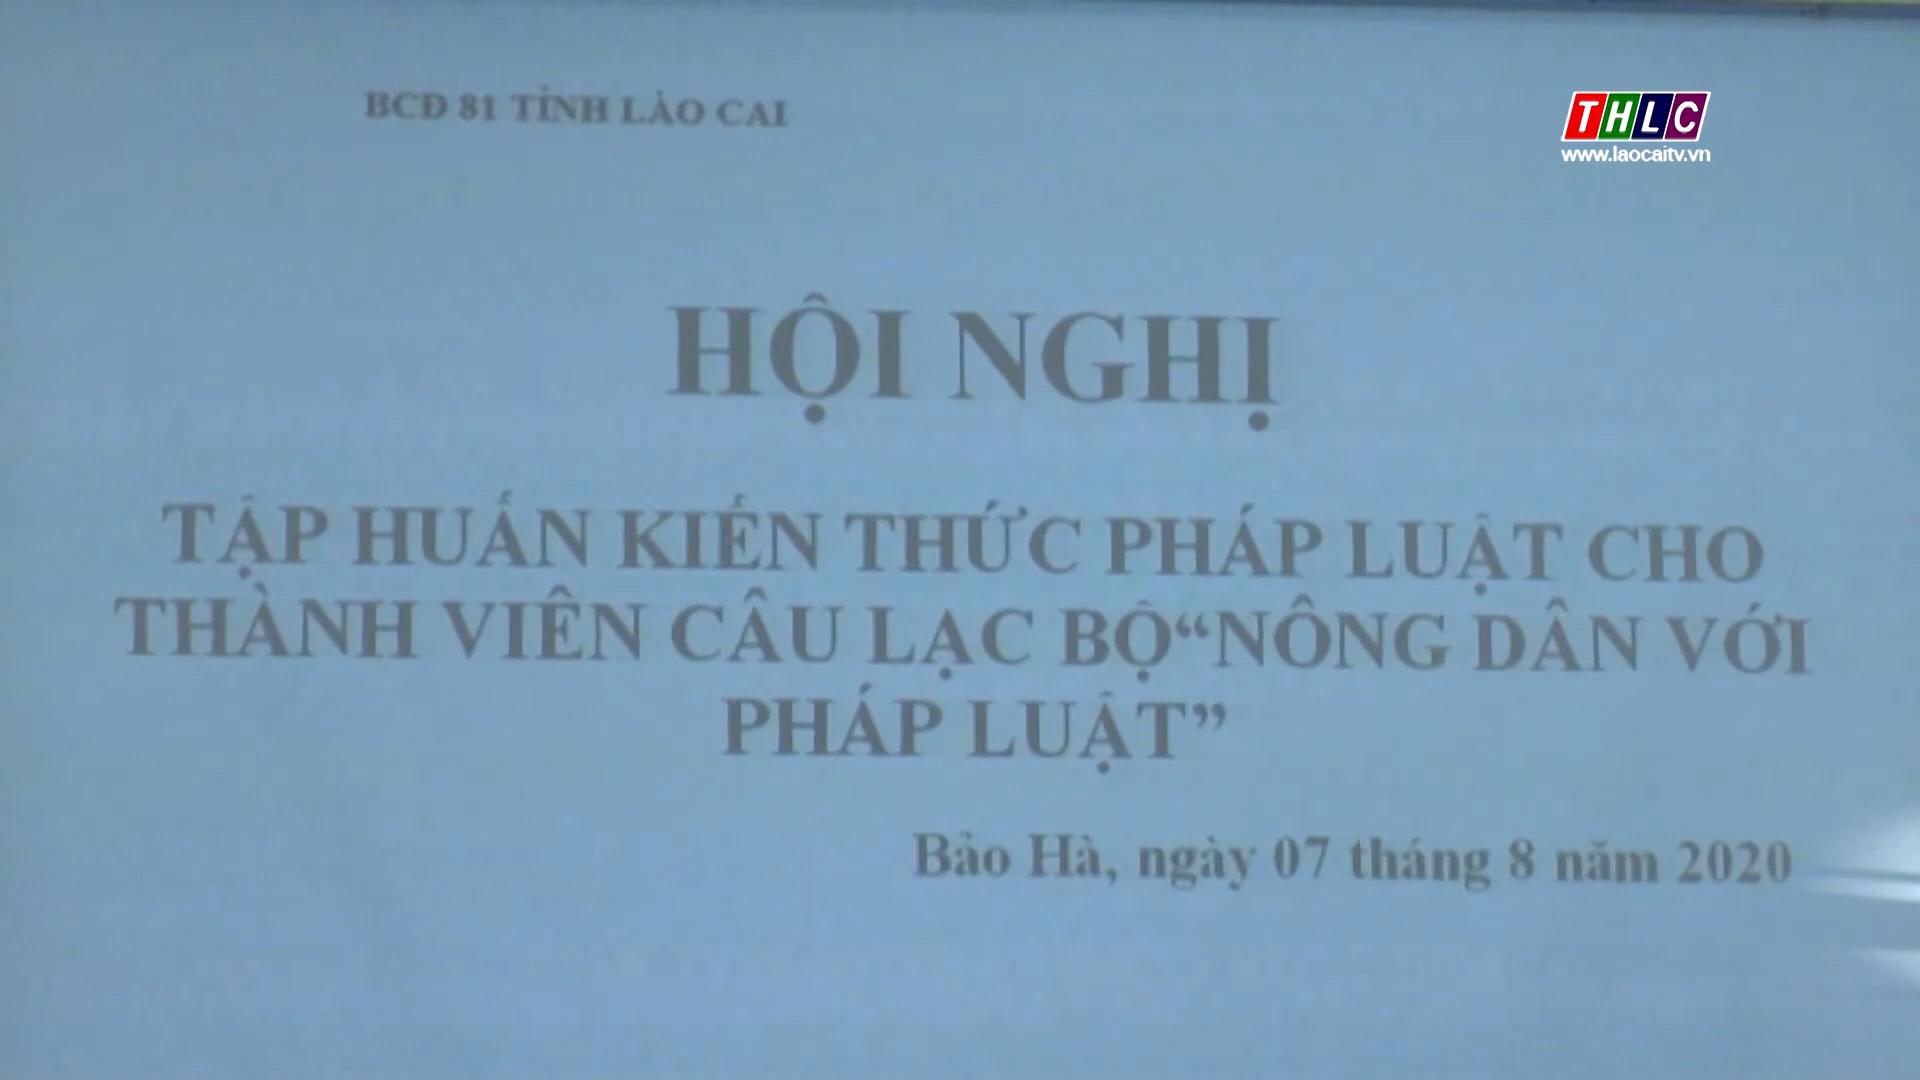 BCĐ 81 TỈNH LÀO CAI
THLC
www.laocaitv.vn
HỘI NGHỊ
TẬP HUẤN KIẾN THỨC PHÁP LUẬT CHO
THÀNH VIÊN CÂU LẠC BỘ“NÔNG DÂN VỚI
PHÁP LUẬT”
Bảo Hà, ngày 07 tháng 8 năm 2020